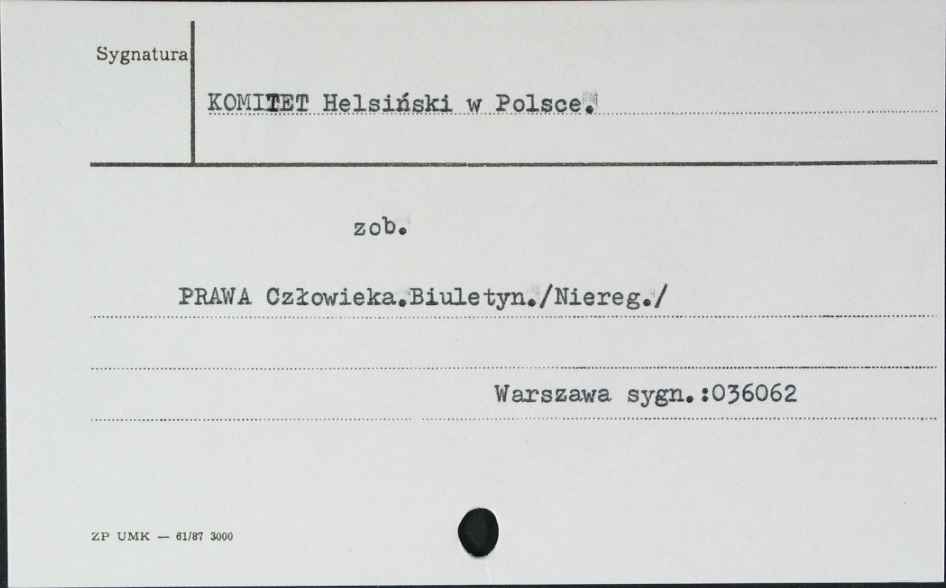 Sygnatura
KOMITET Helsiński w Polsce.
zob.
PRAWA Człowieka.Biuletyn./Niereg./
Warszawa sygn.:036062
ZP UMK — 61/87 3000